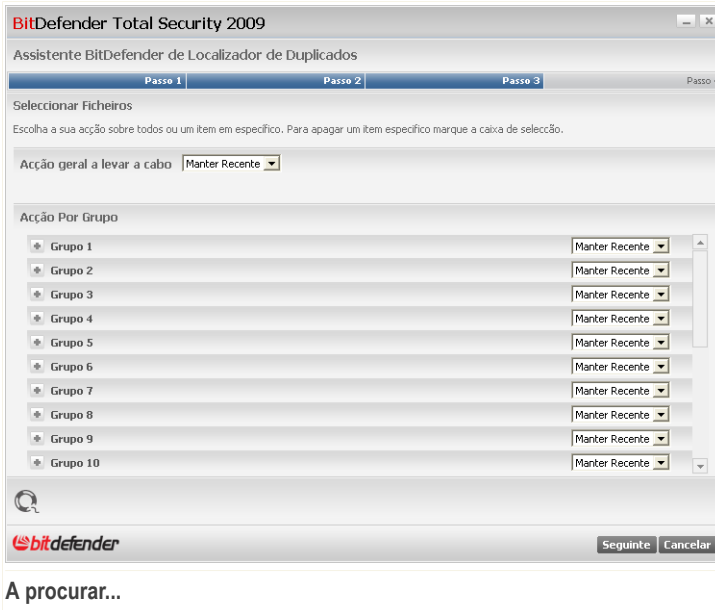 BitDefender Total Security 2009
Assistente BitDefender de Localizador de Duplicados
Passo 1 Passo 2 Passo 3 Passo
Seleccionar Ficheiros
Escolha a sua acção sobre todos ou um item em específico. Para apagar um item especifico marque a caixa de selecção.
Acção geral a levar a cabo Manter Recente
Acção Por Grupo
Grupo 1 Manter Recente
Grupo 2 Manter Recente
Grupo 3 Manter Recente
Grupo 4 Manter Recente
Grupo 5 Manter Recente
Grupo 6 Manter Recente
Grupo 7 Manter Recente
Grupo 8 Manter Recente
Grupo 9 Manter Recente
Grupo 10 Manter Recente
bitdefender
Seguinte Cancelar
A procurar...